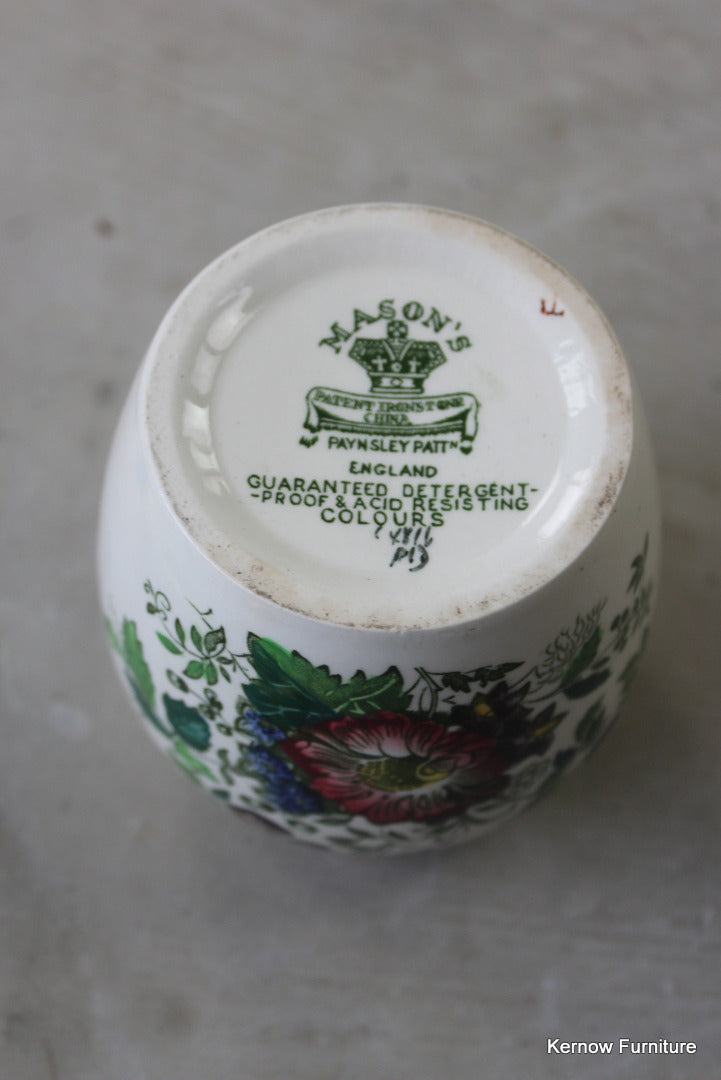 MASON'S
PATENT IRONSTONE
CHINA
PAYNSLEY PATTN
ENGLAND
GUARANTEED DETERGENT-
-PROOF & ACID RESISTING
COLOURS
F
Kernow Furniture